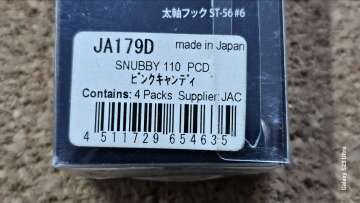 太軸フック ST-56 #6
JA179D made in Japan
SNUBBY 110 PCD
ピンクキャンディ
Contains: 4 Packs Supplier: JAC
4 511729 654635
Galaxy S23 Ultra